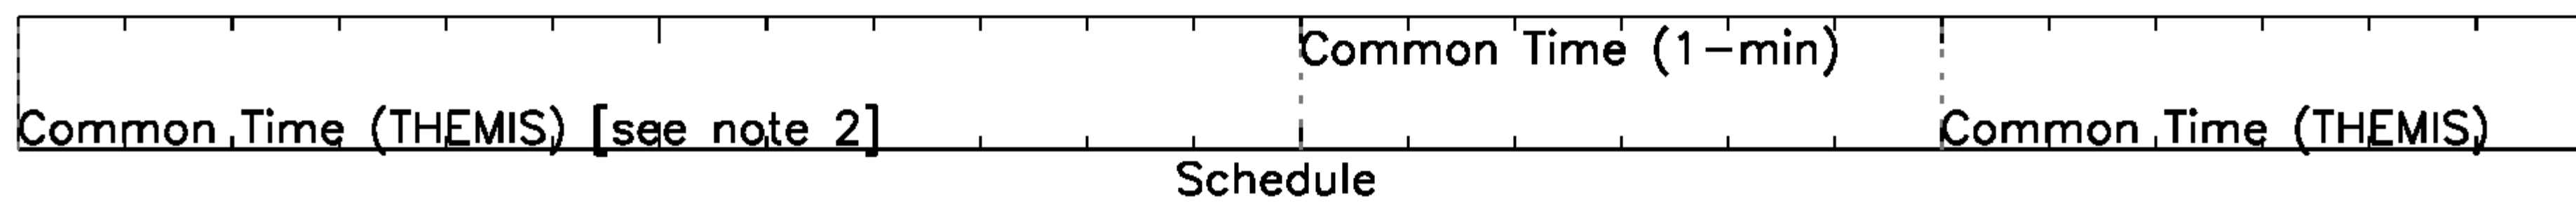 Common Time (1-min)
Common Time (THEMIS) [see note 2]
Common Time (THEMIS)
Schedule